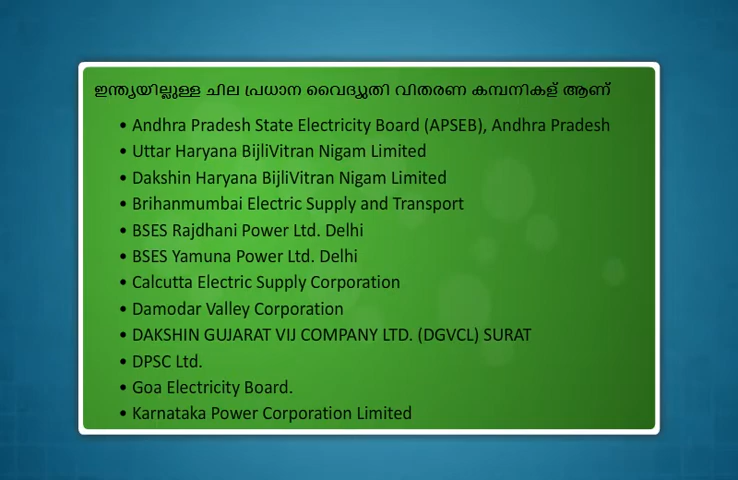 ഇന്ത്യയില്ലുള്ള ചില പ്രധാന വൈദ്യുതി വിതരണ കമ്പനികള് ആണ്
• Andhra Pradesh State Electricity Board (APSEB), Andhra Pradesh
• Uttar Haryana BijliVitran Nigam Limited
• Dakshin Haryana BijliVitran Nigam Limited
• Brihanmumbai Electric Supply and Transport
• BSES Rajdhani Power Ltd. Delhi
• BSES Yamuna Power Ltd. Delhi
• Calcutta Electric Supply Corporation
• Damodar Valley Corporation
• DAKSHIN GUJARAT VIJ COMPANY LTD. (DGVCL) SURAT
• DPSC Ltd.
• Goa Electricity Board.
• Karnataka Power Corporation Limited